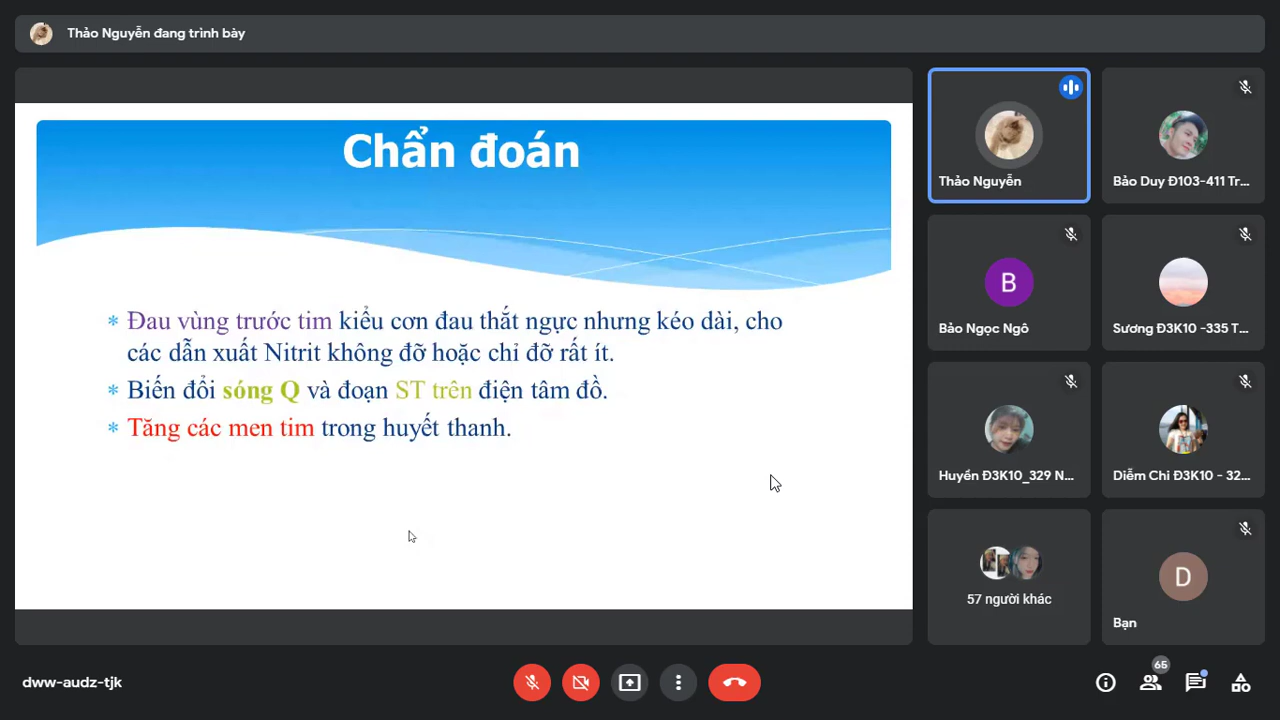 Thảo Nguyễn đang trình bày
Chẩn đoán
* Đau vùng trước tim kiểu cơn đau thắt ngực nhưng kéo dài, cho
các dẫn xuất Nitrit không đỡ hoặc chỉ đỡ rất ít.
* Biến đổi sóng Q và đoạn ST trên điện tâm đồ.
* Tăng các men tim trong huyết thanh.
Thảo Nguyễn
Bảo Duy Đ103-411 Tr...
B
Bảo Ngọc Ngô
Sương Đ3K10 -335 T...
Huyền Đ3K10_329 N...
Diễm Chi Đ3K10 - 32...
57 người khác
D
Bạn
dww-audz-tjk
65